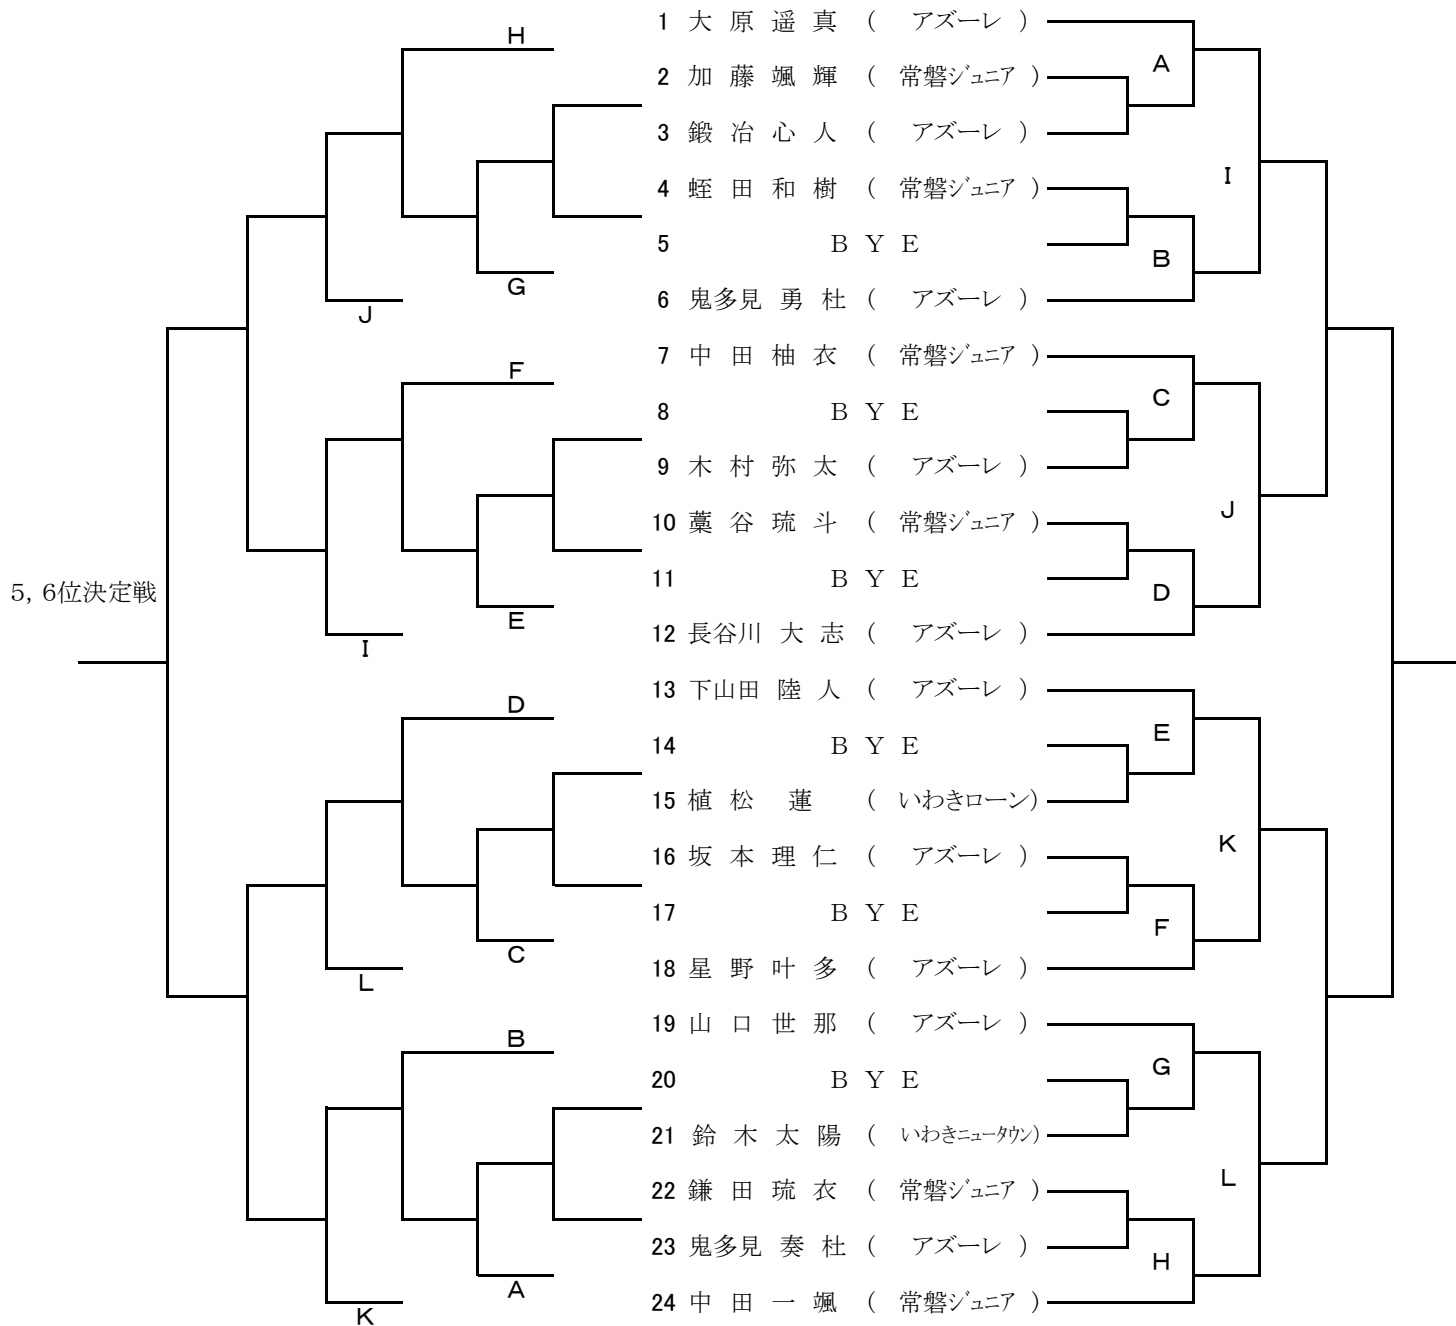 1 大 原 遥 真 ( アズーレ )
H
A
2 加 藤 颯 輝 ( 常磐ジュニア )
3 鍛 冶 心 人 ( アズーレ )
4 蛭 田 和 樹 ( 常磐ジュニア )
I
5 B Y E
B
G
6 鬼多見 勇 杜 ( アズーレ )
J
7 中 田 柚 衣 ( 常磐ジュニア )
F
C
8 B Y E
9 木 村 弥 太 ( アズーレ )
J
10 藁 谷 琉 斗 ( 常磐ジュニア )
11 B Y E
5, 6位決定戦
D
E
12 長谷川 大 志 ( アズーレ )
I
13 下山田 陸 人 ( アズーレ )
D
E
14 B Y E
15 植 松 蓮 ( いわきローン)
K
16 坂 本 理 仁 ( アズーレ )
17 B Y E
F
C
18 星 野 叶 多 ( アズーレ )
L
19 山 口 世 那 ( アズーレ )
B
G
20 B Y E
21 鈴 木 太 陽 ( いわきニュータウン)
L
22 鎌 田 琉 衣 ( 常磐ジュニア )
23 鬼多見 奏 杜 ( アズーレ )
H
A
24 中 田 一 颯 ( 常磐ジュニア )
K